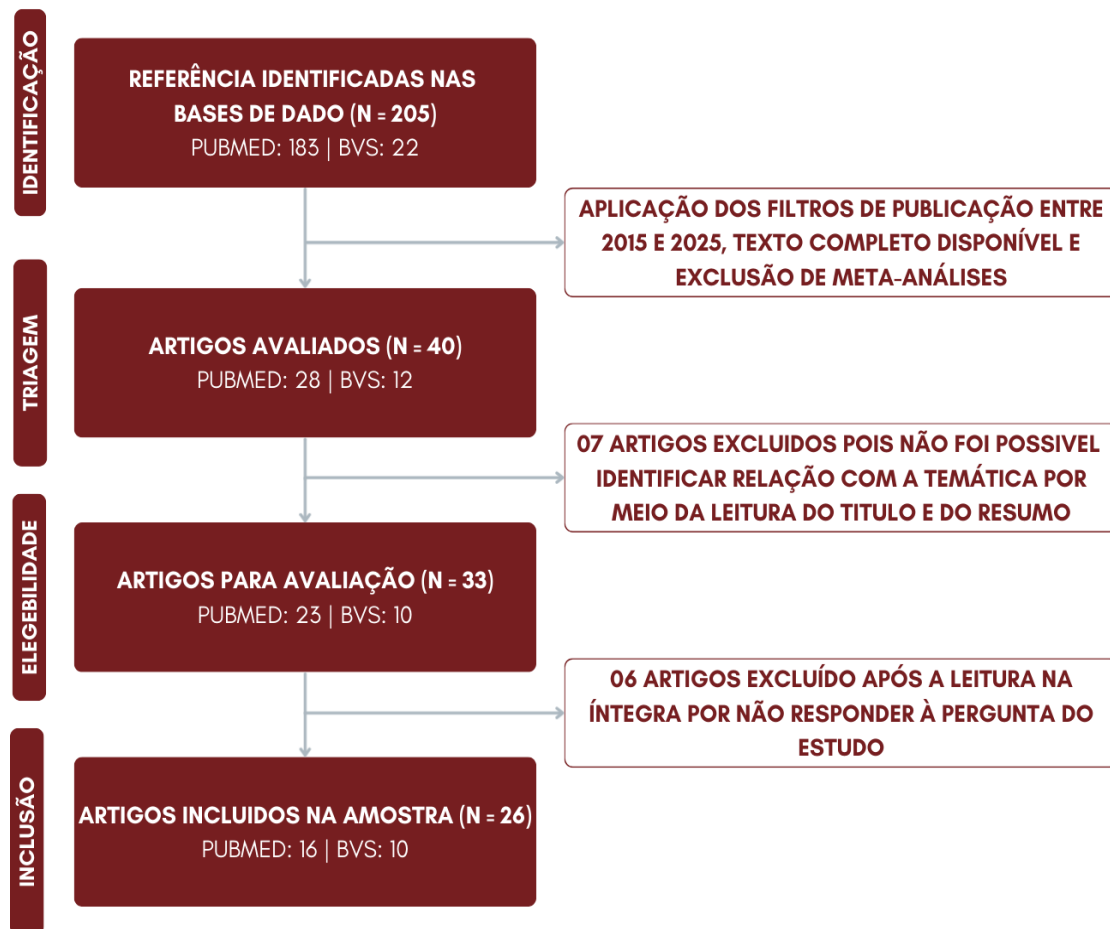 IDENTIFICAÇÃO
REFERÊNCIA IDENTIFICADAS NAS
BASES DE DADO (N = 205)
PUBMED: 183 | BVS: 22
APLICAÇÃO DOS FILTROS DE PUBLICAÇÃO ENTRE
2015 E 2025, TEXTO COMPLETO DISPONÍVEL E
EXCLUSÃO DE META-ANÁLISES
TRIAGEM
ARTIGOS AVALIADOS (N = 40)
PUBMED: 28 | BVS: 12
07 ARTIGOS EXCLUIDOS POIS NÃO FOI POSSIVEL
IDENTIFICAR RELAÇÃO COM A TEMÁTICA POR
MEIO DA LEITURA DO TITULO E DO RESUMO
ELEGEBILIDADE
ARTIGOS PARA AVALIAÇÃO (N = 33)
PUBMED: 23 | BVS: 10
06 ARTIGOS EXCLUÍDO APÓS A LEITURA NA
ÍNTEGRA POR NÃO RESPONDER À PERGUNTA DO
ESTUDO
INCLUSÃO
ARTIGOS INCLUIDOS NA AMOSTRA (N = 26)
PUBMED: 16 | BVS: 10